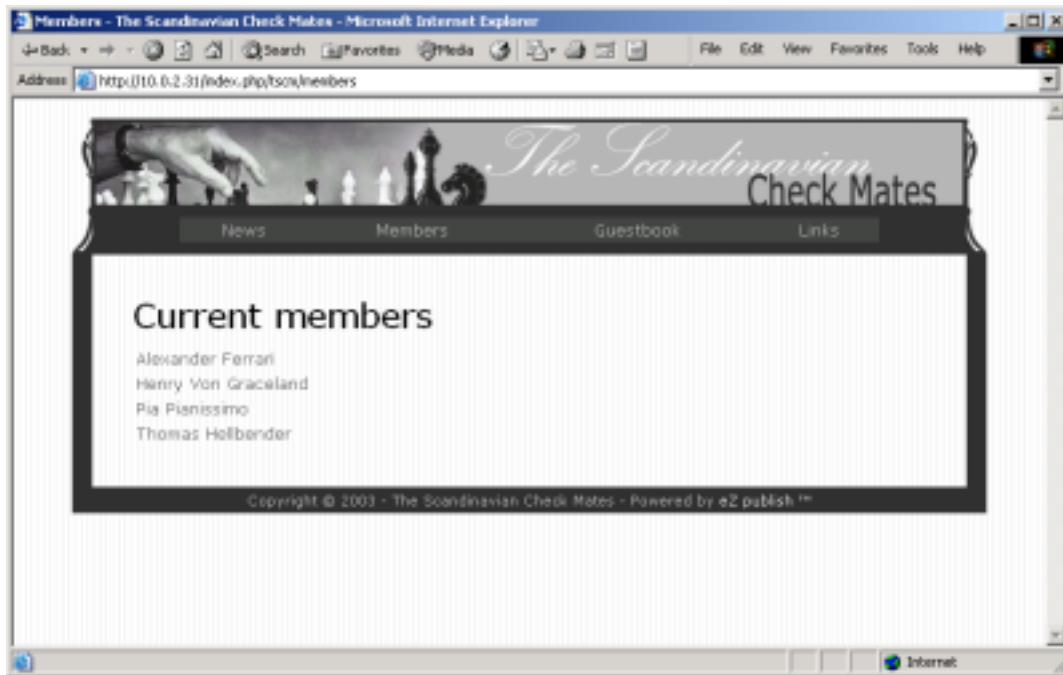 Members - The Scandinavian Check Mates - Microsoft Internet Explorer
Back Search Favorites Media File Edit View Favorites Tools Help
Address http://10.0.2.31/index.php/tscm/members
The Scandinavian
Check Mates
News Members Guestbook Links
Current members
Alexander Ferrari
Henry Von Graceland
Pia Pianissimo
Thomas Hellbender
Copyright © 2003 - The Scandinavian Check Mates - Powered by eZ publish ™
Internet